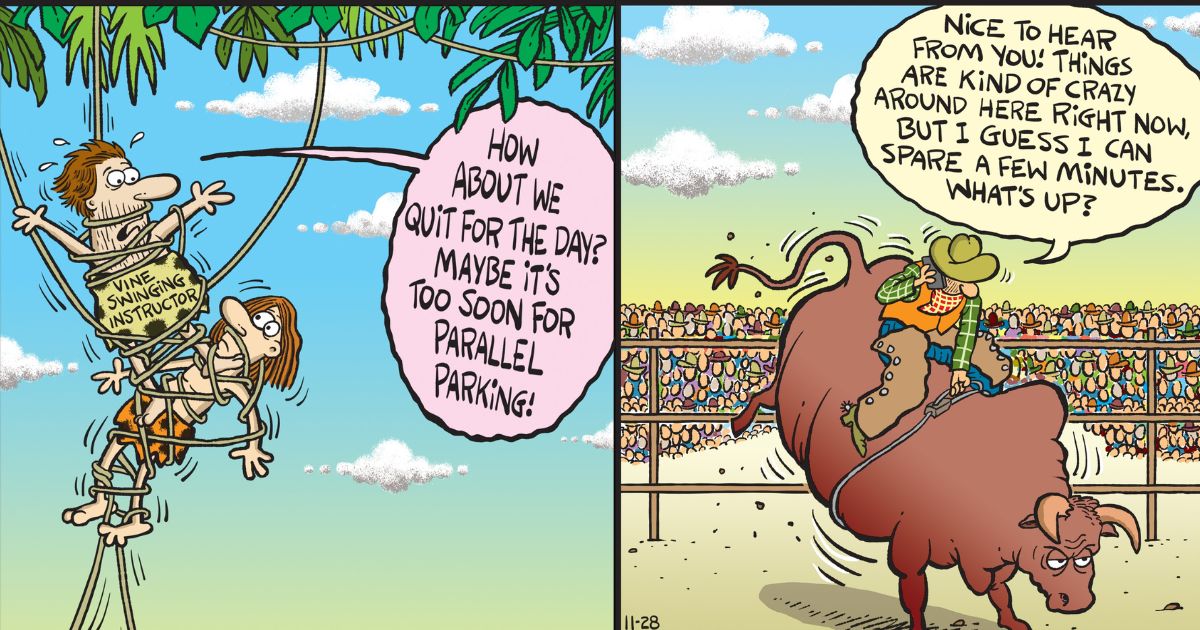 VINE
SWINGING
INSTRUCTOR
HOW
ABOUT WE
QUIT FOR THE DAY?
MAYBE IT'S
TOO SOON FOR
PARALLEL
PARKING!
NICE TO HEAR
FROM YOU! THINGS
ARE KIND OF CRAZY
AROUND HERE RIGHT NOW,
BUT I GUESS I CAN
SPARE A FEW MINUTES.
WHAT'S UP?
11-28